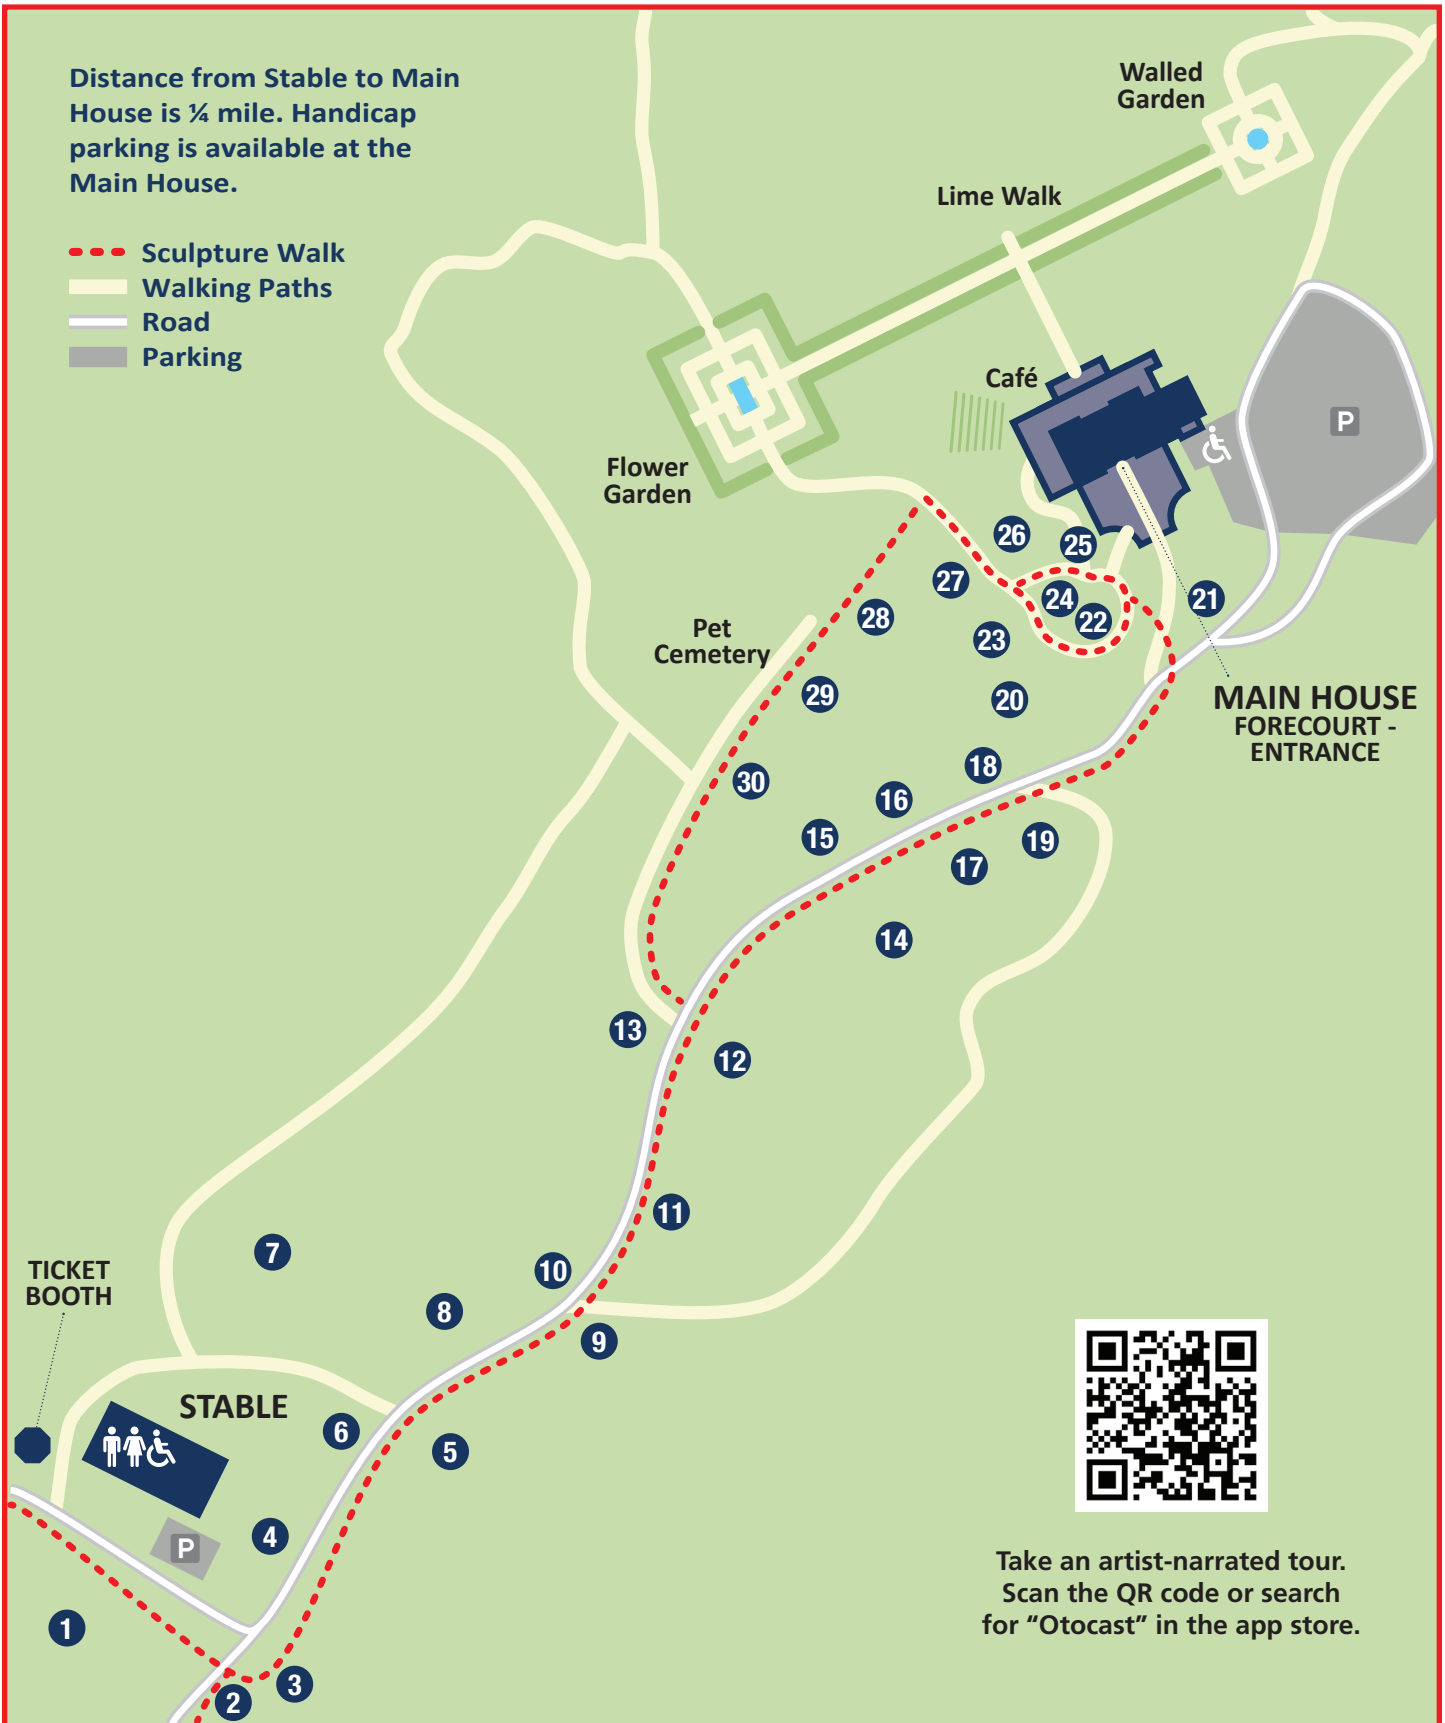 Distance from Stable to Main
House is ¼ mile. Handicap
parking is available at the
Main House.
Sculpture Walk
Walking Paths
Road
Parking
Walled
Garden
Lime Walk
Café
P
Flower
Garden
26
25
27
24
22
21
28
23
Pet
Cemetery
29
20
MAIN HOUSE
FORECOURT -
ENTRANCE
18
30
16
15
19
17
14
13
12
11
7
10
TICKET
BOOTH
8
9
STABLE
6
5
4
P
1
3
2
Take an artist-narrated tour.
Scan the QR code or search
for “Otocast” in the app store.